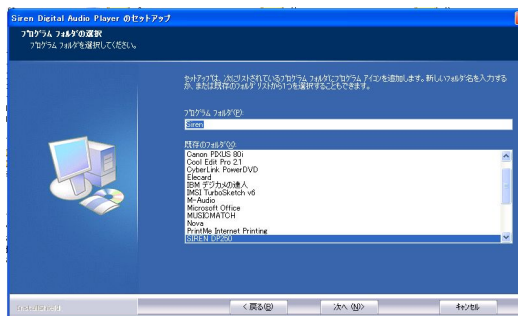 Siren Digital Audio Player のセットアップ
プログラム フォルダの選択
プログラム フォルダを選択してください。
セットアップは、次にリストされているプログラム フォルダにプログラム アイコンを追加します。新しいフォルダ名を入力する
か、または既存のフォルダ リストから1つを選択することもできます。
プログラム フォルダ(P):
Siren
既存のフォルダ(X):
Canon PIXUS 80i
Cool Edit Pro 2.1
CyberLink PowerDVD
Elecard
IBM デジカメの達人
IMSI TurboSketch v6
M-Audio
Microsoft Office
MUSICMATCH
Nova
PrintMe Internet Printing
SIREN DP250
InstallShield
< 戻る(B)
次へ (N)>
キャンセル